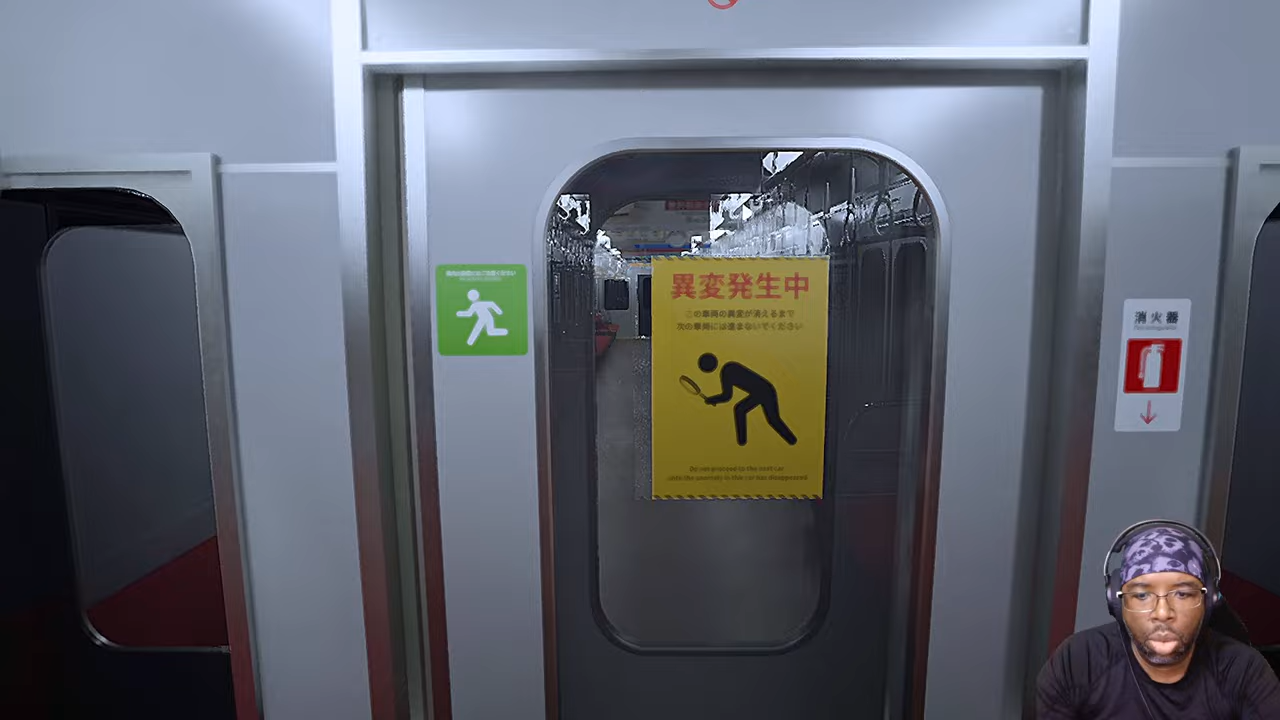 異変発生中
この車両の異変が消えるまで
次の車両には進まないでください
Do not proceed to the next car
until the anomaly in this car has disappeared
消火器
Fire extinguisher